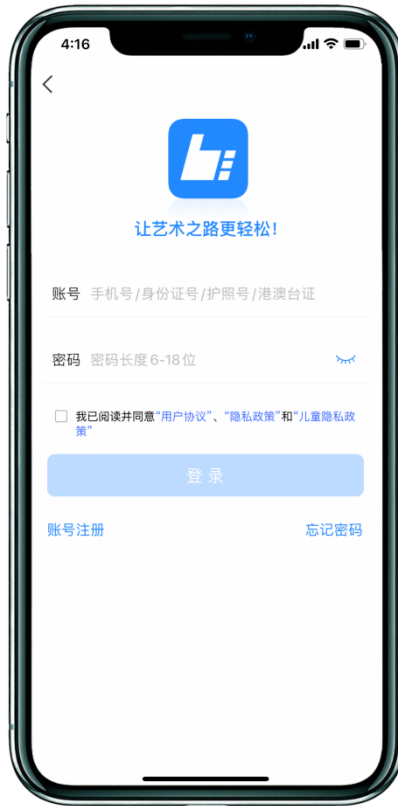 4:16
让艺术之路更轻松!
账号 手机号/身份证号/护照号/港澳台证
密码 密码长度6-18位
我已阅读并同意“用户协议”、“隐私政策”和“儿童隐私政
策”
登录
账号注册 忘记密码